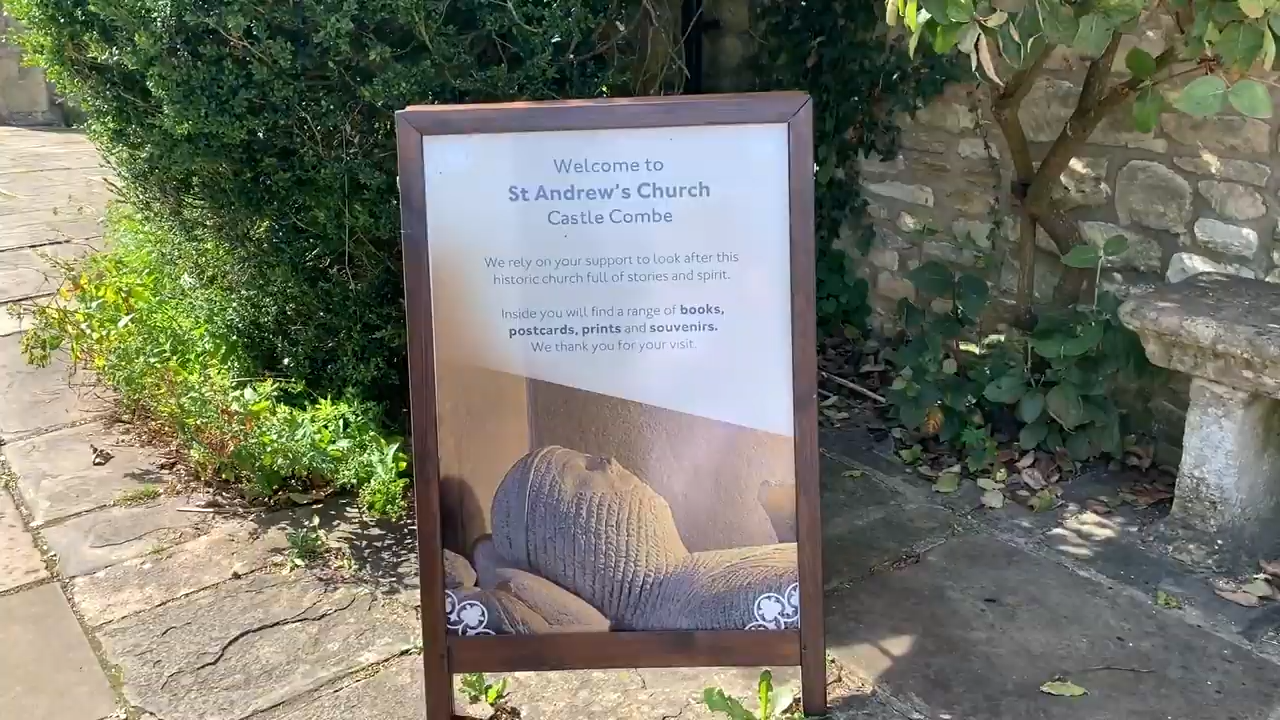 Welcome to
St Andrew's Church
Castle Combe
We rely on your support to look after this
historic church full of stories and spirit.
Inside you will find a range of books,
postcards, prints and souvenirs.
We thank you for your visit.